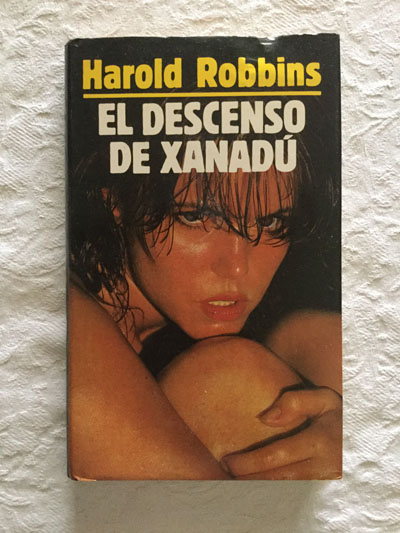 Harold Robbins
EL DESCENSO
DE XANADÚ